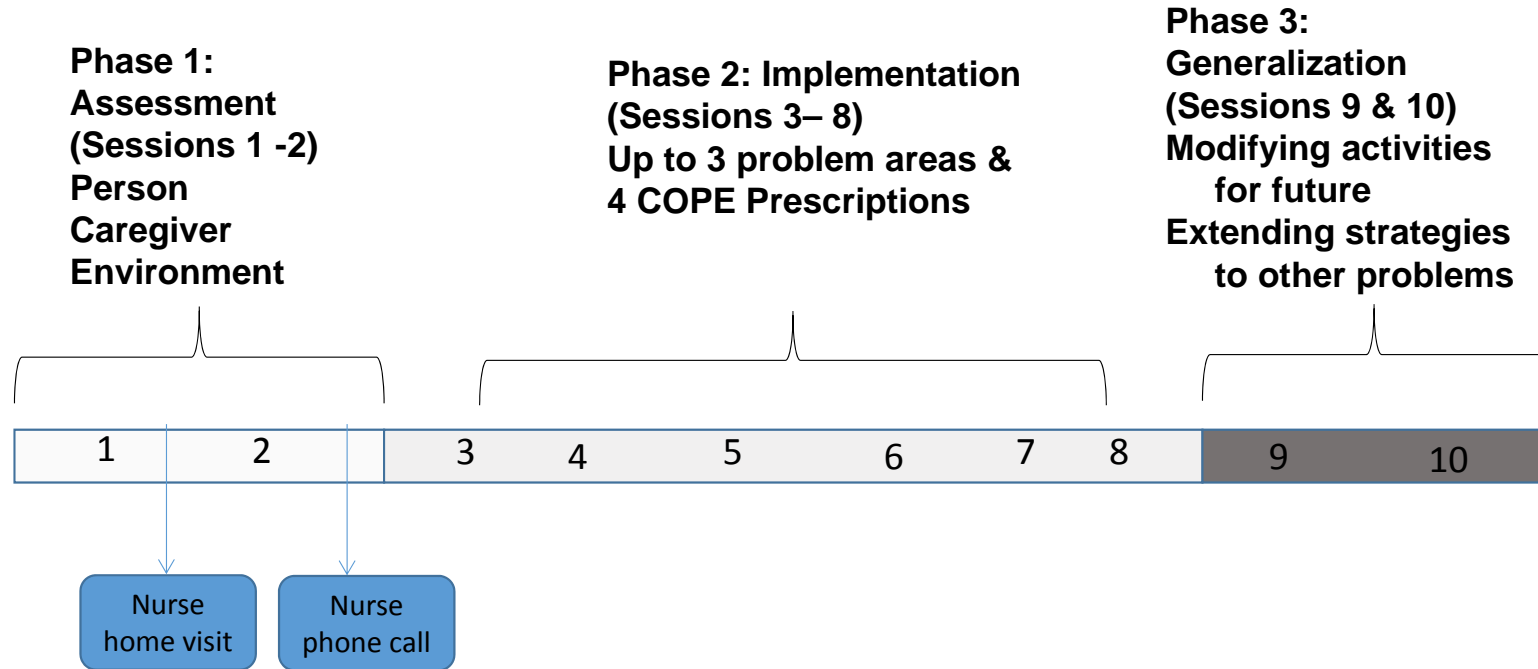 Phase 1:
Assessment
(Sessions 1 -2)
Person
Caregiver
Environment
Phase 2: Implementation
(Sessions 3– 8)
Up to 3 problem areas &
4 COPE Prescriptions
Phase 3:
Generalization
(Sessions 9 & 10)
Modifying activities
for future
Extending strategies
to other problems
1 2 3 4 5 6 7 8 9 10
Nurse
home visit
Nurse
phone call